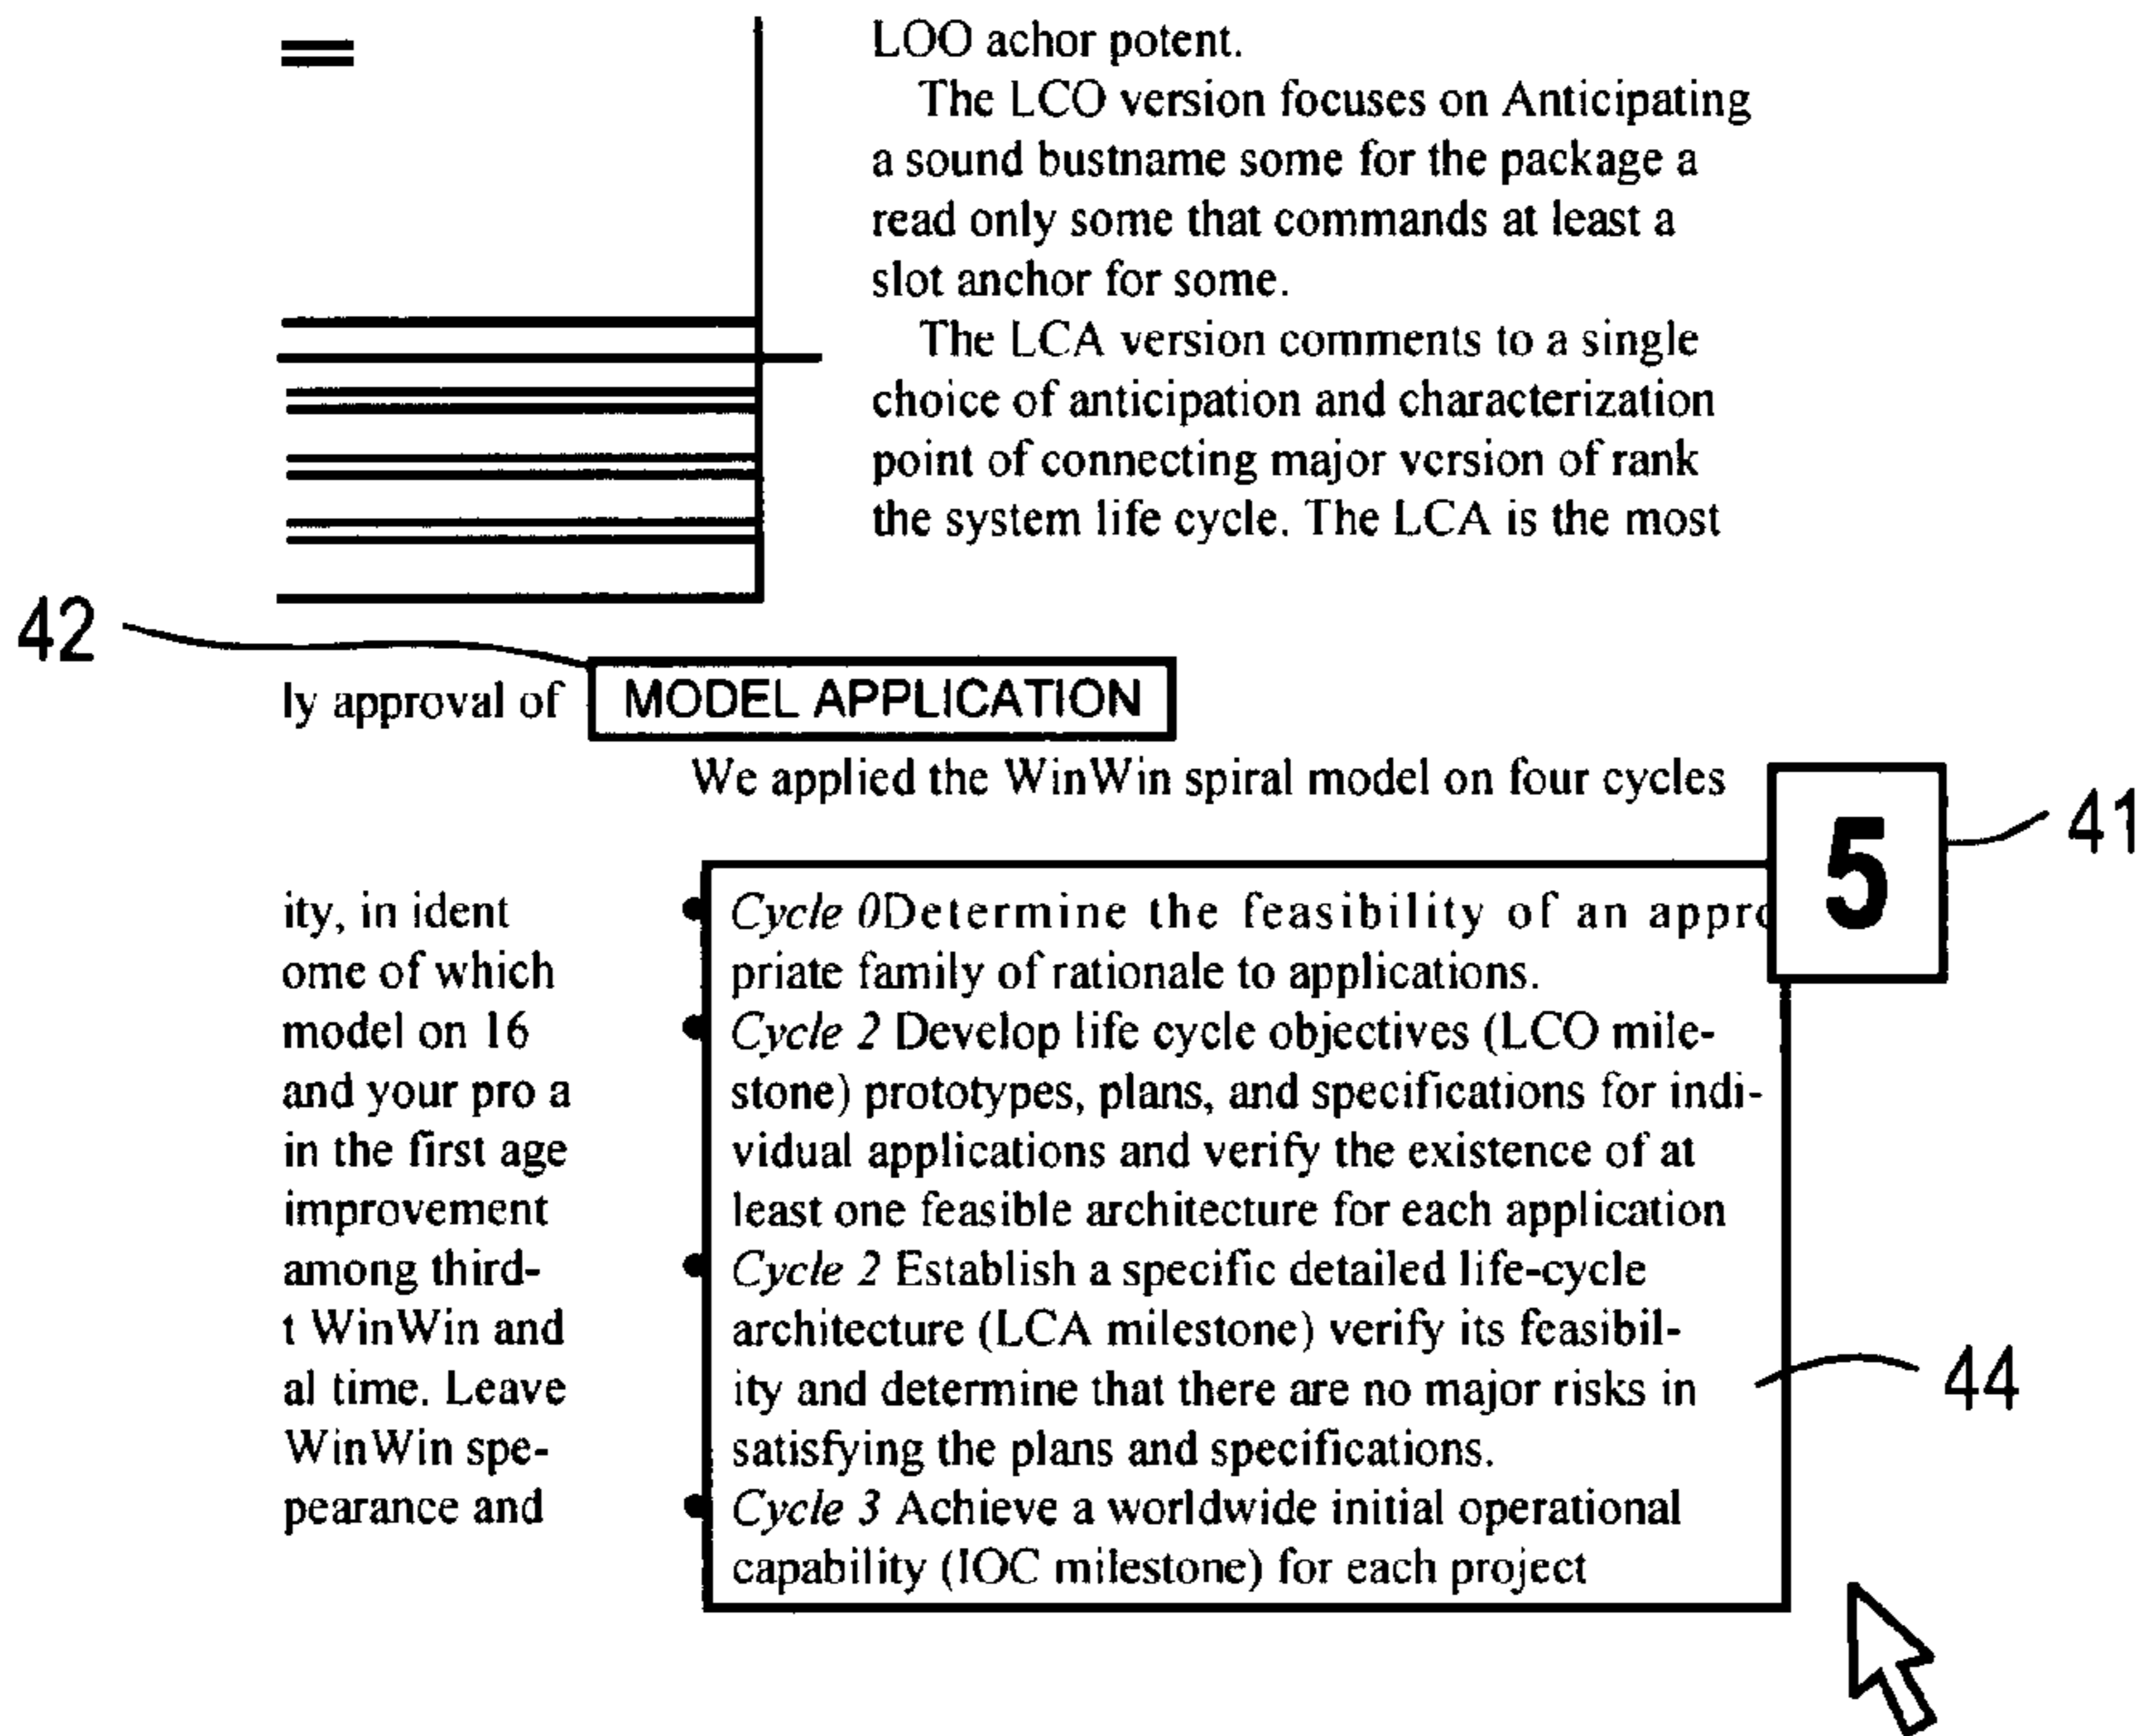 LOO achor potent.
The LCO version focuses on Anticipating
a sound bustname some for the package a
read only some that commands at least a
slot anchor for some.
The LCA version comments to a single
choice of anticipation and characterization
point of connecting major version of rank
the system life cycle. The LCA is the most
42
ly approval of MODEL APPLICATION
We applied the WinWin spiral model on four cycles
5
41
ity, in ident
ome of which
model on 16
and your pro a
in the first age
improvement
among third-
t WinWin and
al time. Leave
WinWin spe-
pearance and
• Cycle 0Determine the feasibility of an appro
priate family of rationale to applications.
• Cycle 2 Develop life cycle objectives (LCO mile-
stone) prototypes, plans, and specifications for indi-
vidual applications and verify the existence of at
least one feasible architecture for each application
• Cycle 2 Establish a specific detailed life-cycle
architecture (LCA milestone) verify its feasibil-
ity and determine that there are no major risks in
satisfying the plans and specifications.
• Cycle 3 Achieve a worldwide initial operational
capability (IOC milestone) for each project
44